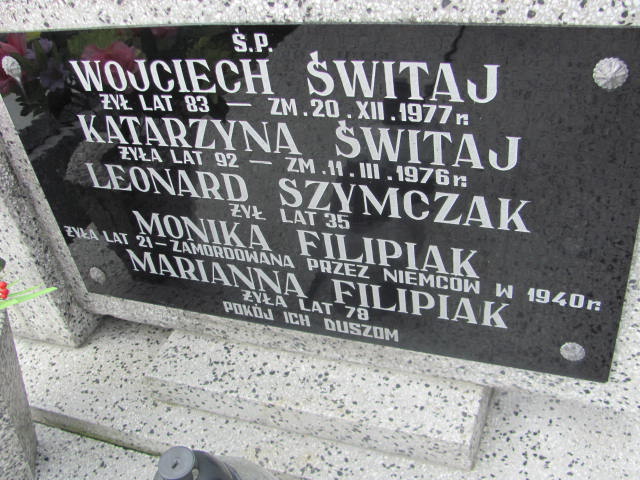 Ś.P.
WOJCIECH ŚWITAJ
ŻYŁ LAT 83 – ZM. 20. XII. 1977 r.
KATARZYNA ŚWITAJ
ŻYŁA LAT 92 – ZM. 11. III. 1976 r.
LEONARD SZYMCZAK
ŻYŁ LAT 35
MONIKA FILIPIAK
ŻYŁA LAT 21 – ZAMORDOWANA PRZEZ NIEMCÓW W 1940 r.
MARIANNA FILIPIAK
ŻYŁA LAT 78
POKÓJ ICH DUSZOM